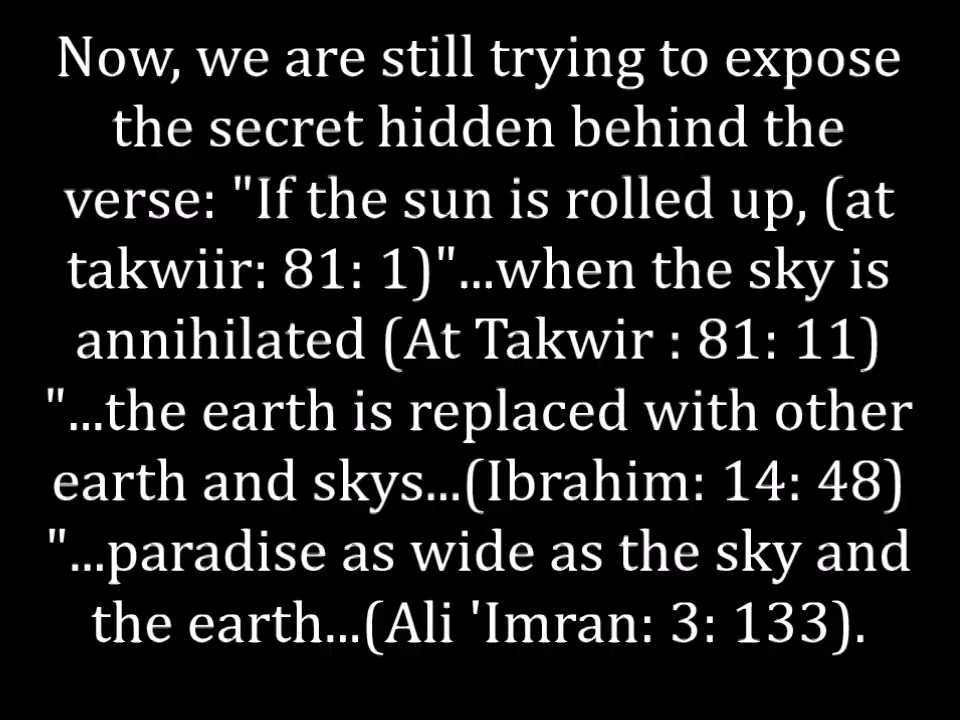 Now, we are still trying to expose
the secret hidden behind the
verse: "If the sun is rolled up, (at
takwiir: 81: 1)"...when the sky is
annihilated (At Takwir : 81: 11)
"...the earth is replaced with other
earth and skys...(Ibrahim: 14: 48)
"...paradise as wide as the sky and
the earth...(Ali 'Imran: 3: 133).